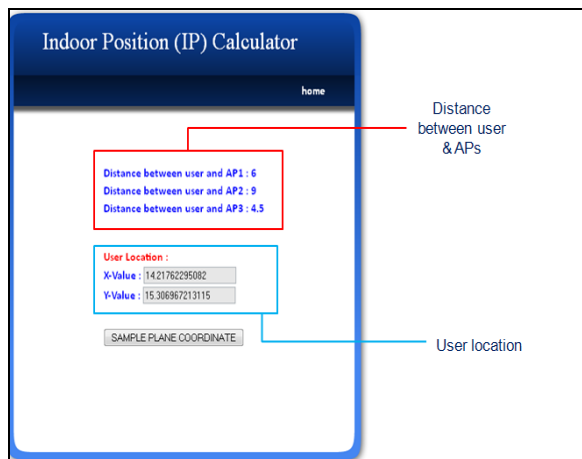 Indoor Position (IP) Calculator
home
Distance
between user
& APs
Distance between user and AP1 : 6
Distance between user and AP2 : 9
Distance between user and AP3 : 4.5
User Location :
X-Value : 14.21762295082
Y-Value : 15.306967213115
SAMPLE PLANE COORDINATE
User location